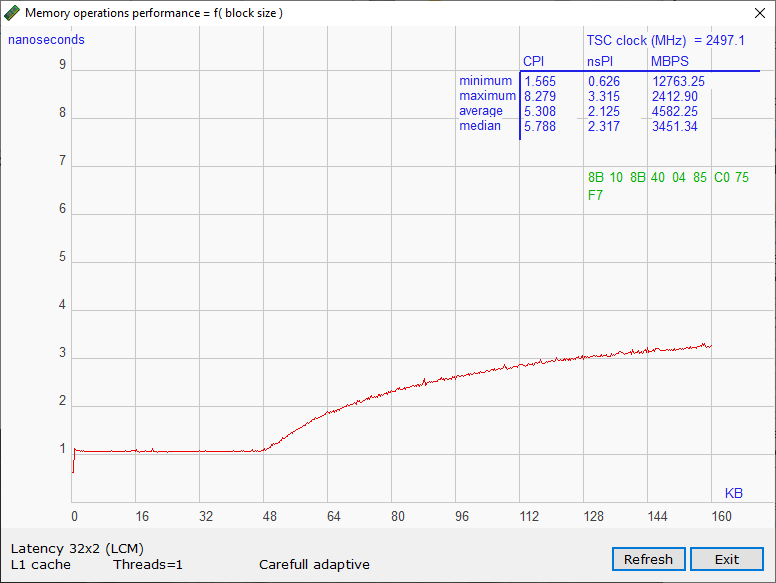 Memory operations performance = f( block size )
nanoseconds
TSC clock (MHz) = 2497.1
CPI nsPI MBPS
minimum 1.565 0.626 12763.25
maximum 8.279 3.315 2412.90
average 5.308 2.125 4582.25
median 5.788 2.317 3451.34
8B 10 8B 40 04 85 C0 75
F7
9
8
7
6
5
4
3
2
1
KB
0 16 32 48 64 80 96 112 128 144 160
Latency 32x2 (LCM)
L1 cache Threads=1 Carefull adaptive
Refresh Exit